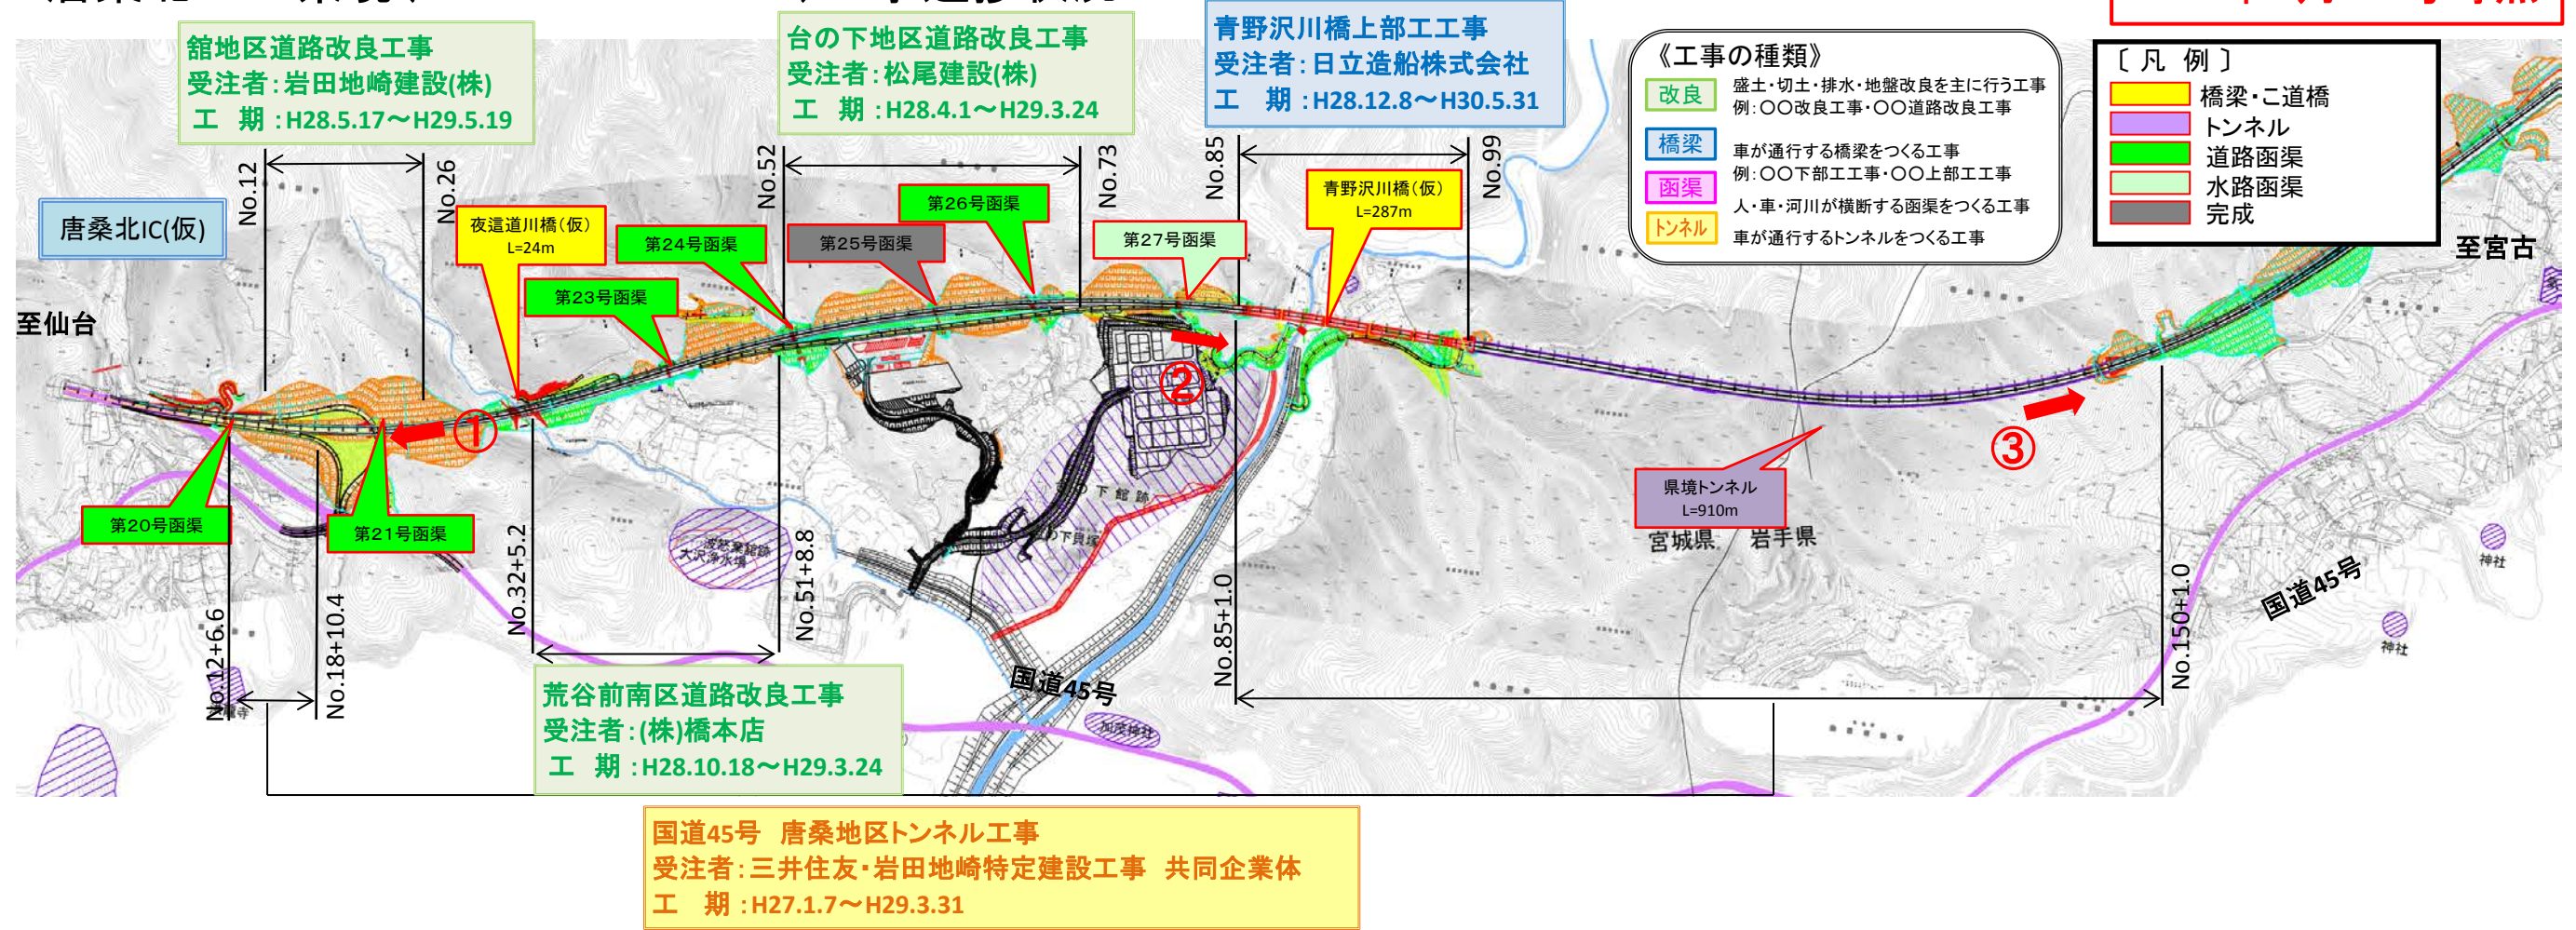 舘地区道路改良工事
受注者：岩田地崎建設(株)
工　期：H28.5.17～H29.5.19
台の下地区道路改良工事
受注者：松尾建設(株)
工　期：H28.4.1～H29.3.24
青野沢川橋上部工工事
受注者：日立造船株式会社
工　期：H28.12.8～H30.5.31
《工事の種類》
改良　盛土・切土・排水・地盤改良を主に行う工事
例：〇〇改良工事・〇〇道路改良工事
橋梁　車が通行する橋梁をつくる工事
例：〇〇下部工工事・〇〇上部工工事
函渠　人・車・河川が横断する函渠をつくる工事
トンネル　車が通行するトンネルをつくる工事
〔凡 例〕
橋梁・こ道橋
トンネル
道路函渠
水路函渠
完成
No.12
No.26
No.52
No.73
No.85
No.99
唐桑北IC(仮)
夜這道川橋(仮)
L=24m
第23号函渠
第24号函渠
第25号函渠
第26号函渠
第27号函渠
青野沢川橋(仮)
L=287m
至仙台
至宮古
①
②
③
第20号函渠
第21号函渠
県境トンネル
L=910m
宮城県
岩手県
大沢浄水場
下館跡
の下貝塚
加茂神社
神社
神社
国道45号
国道45号
No.12+6.6
No.18+10.4
No.32+5.2
No.51+8.8
No.85+1.0
No.150+1.0
荒谷前南区道路改良工事
受注者：(株)橋本店
工　期：H28.10.18～H29.3.24
国道45号　唐桑地区トンネル工事
受注者：三井住友・岩田地崎特定建設工事　共同企業体
工　期：H27.1.7～H29.3.31